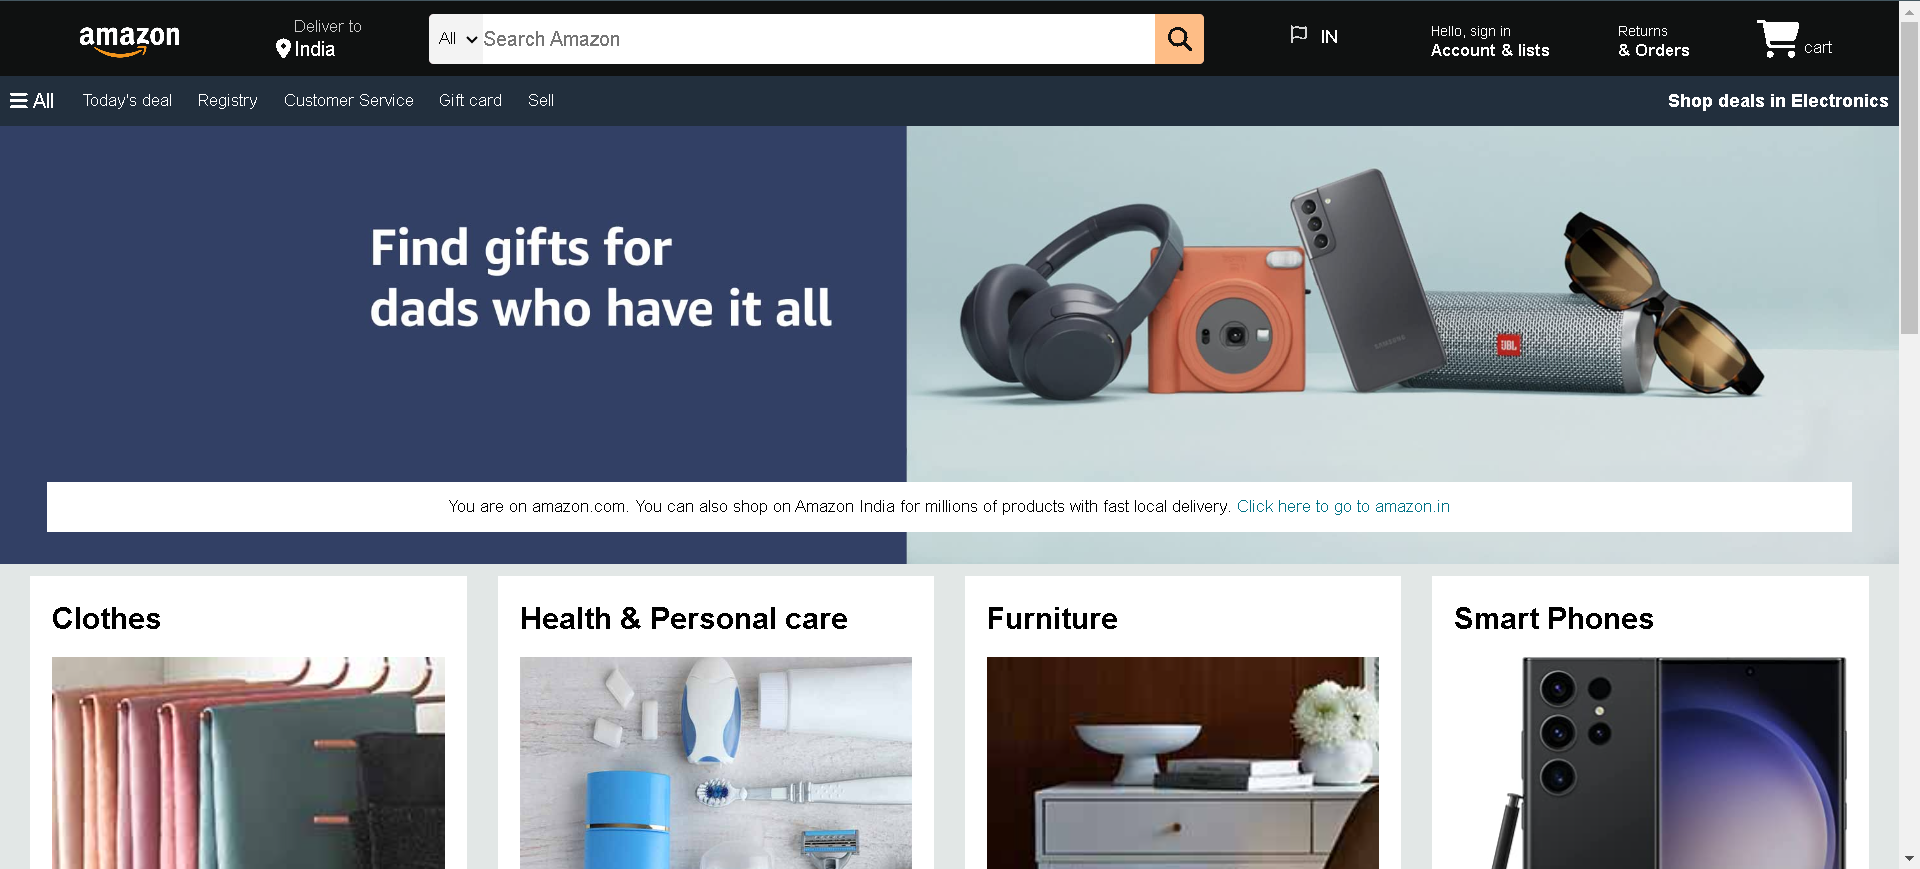 amazon
Deliver to
India
All
Search Amazon
IN
Hello, sign in
Account & lists
Returns
& Orders
cart
All
Today's deal
Registry
Customer Service
Gift card
Sell
Shop deals in Electronics
Find gifts for
dads who have it all
SAMSUNG
JBL
You are on amazon.com. You can also shop on Amazon India for millions of products with fast local delivery. Click here to go to amazon.in
Clothes
Health & Personal care
Furniture
Smart Phones